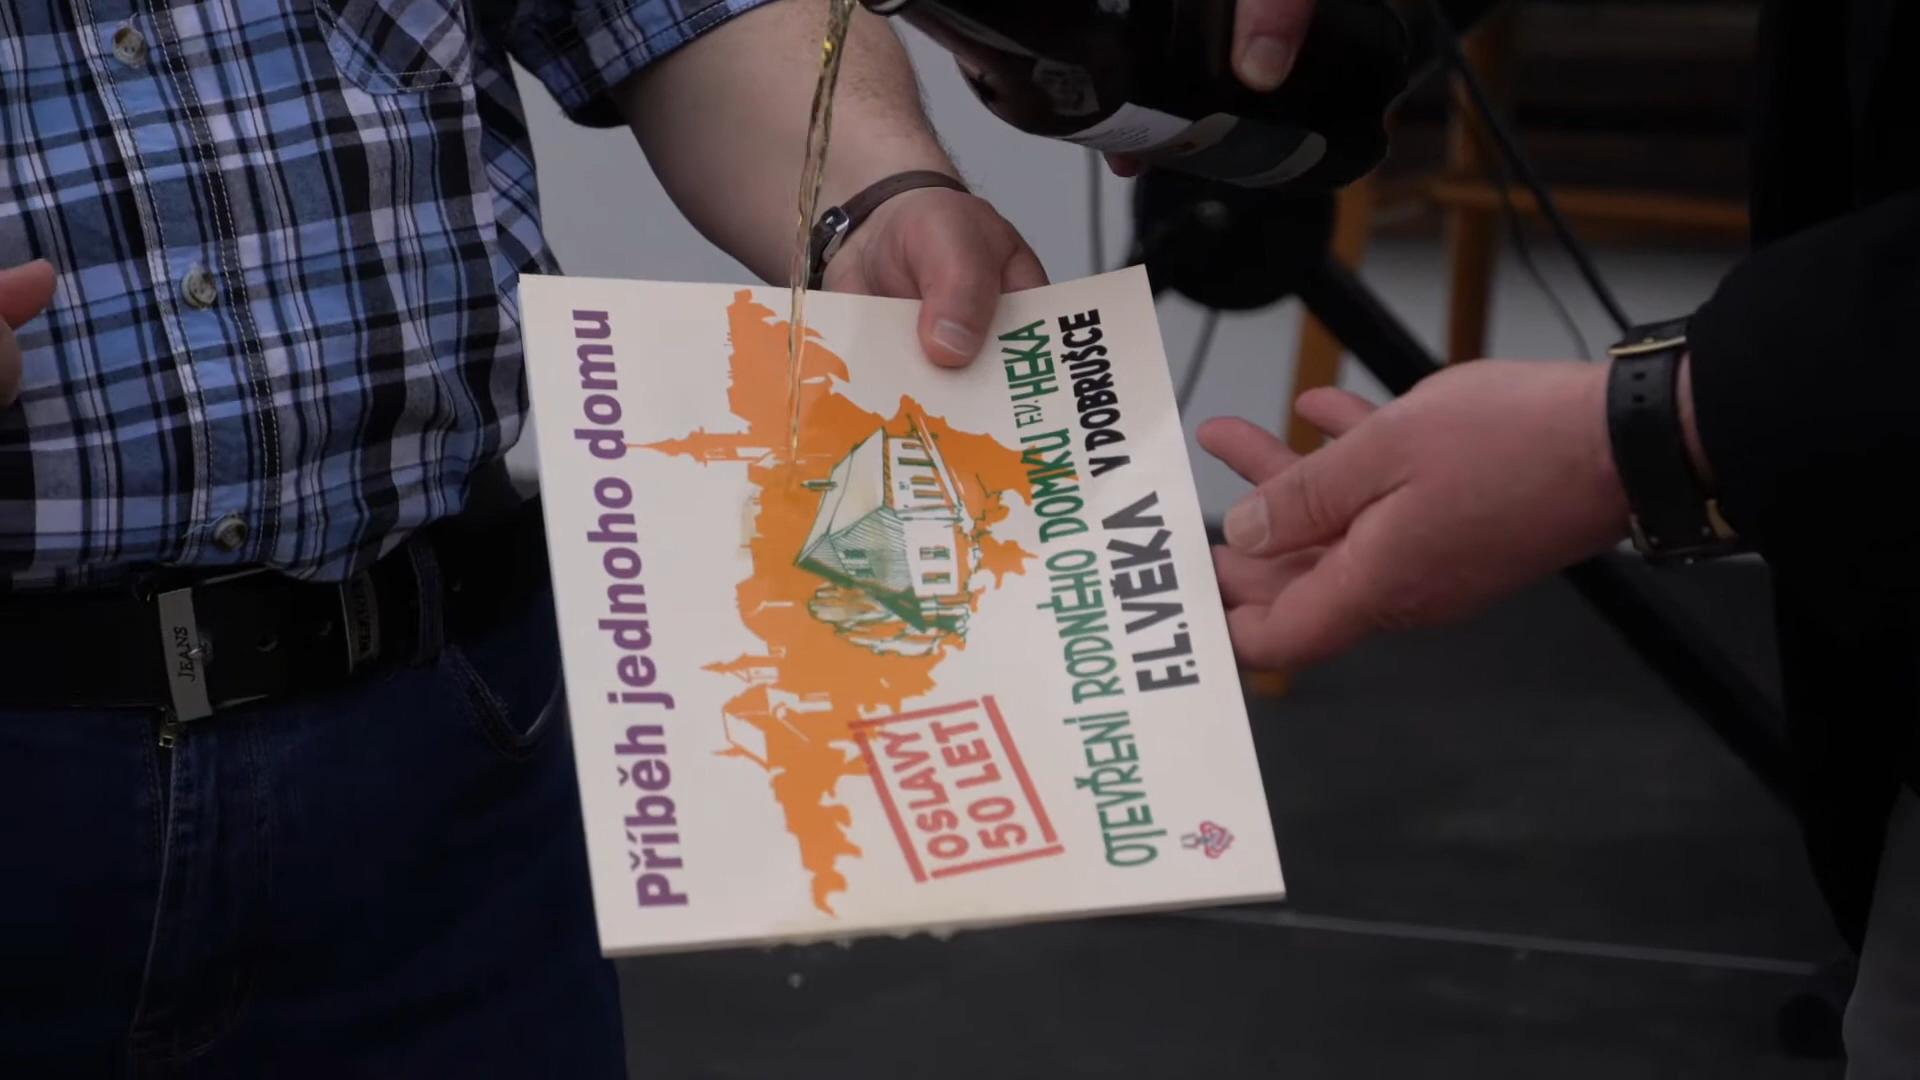 Příběh jednoho domu
OSLAVY
50 LET
OTEVŘENÍ RODNÉHO DOMKU F.V. HEKA
F.L.VĚKA V DOBRUŠCE
JEANS